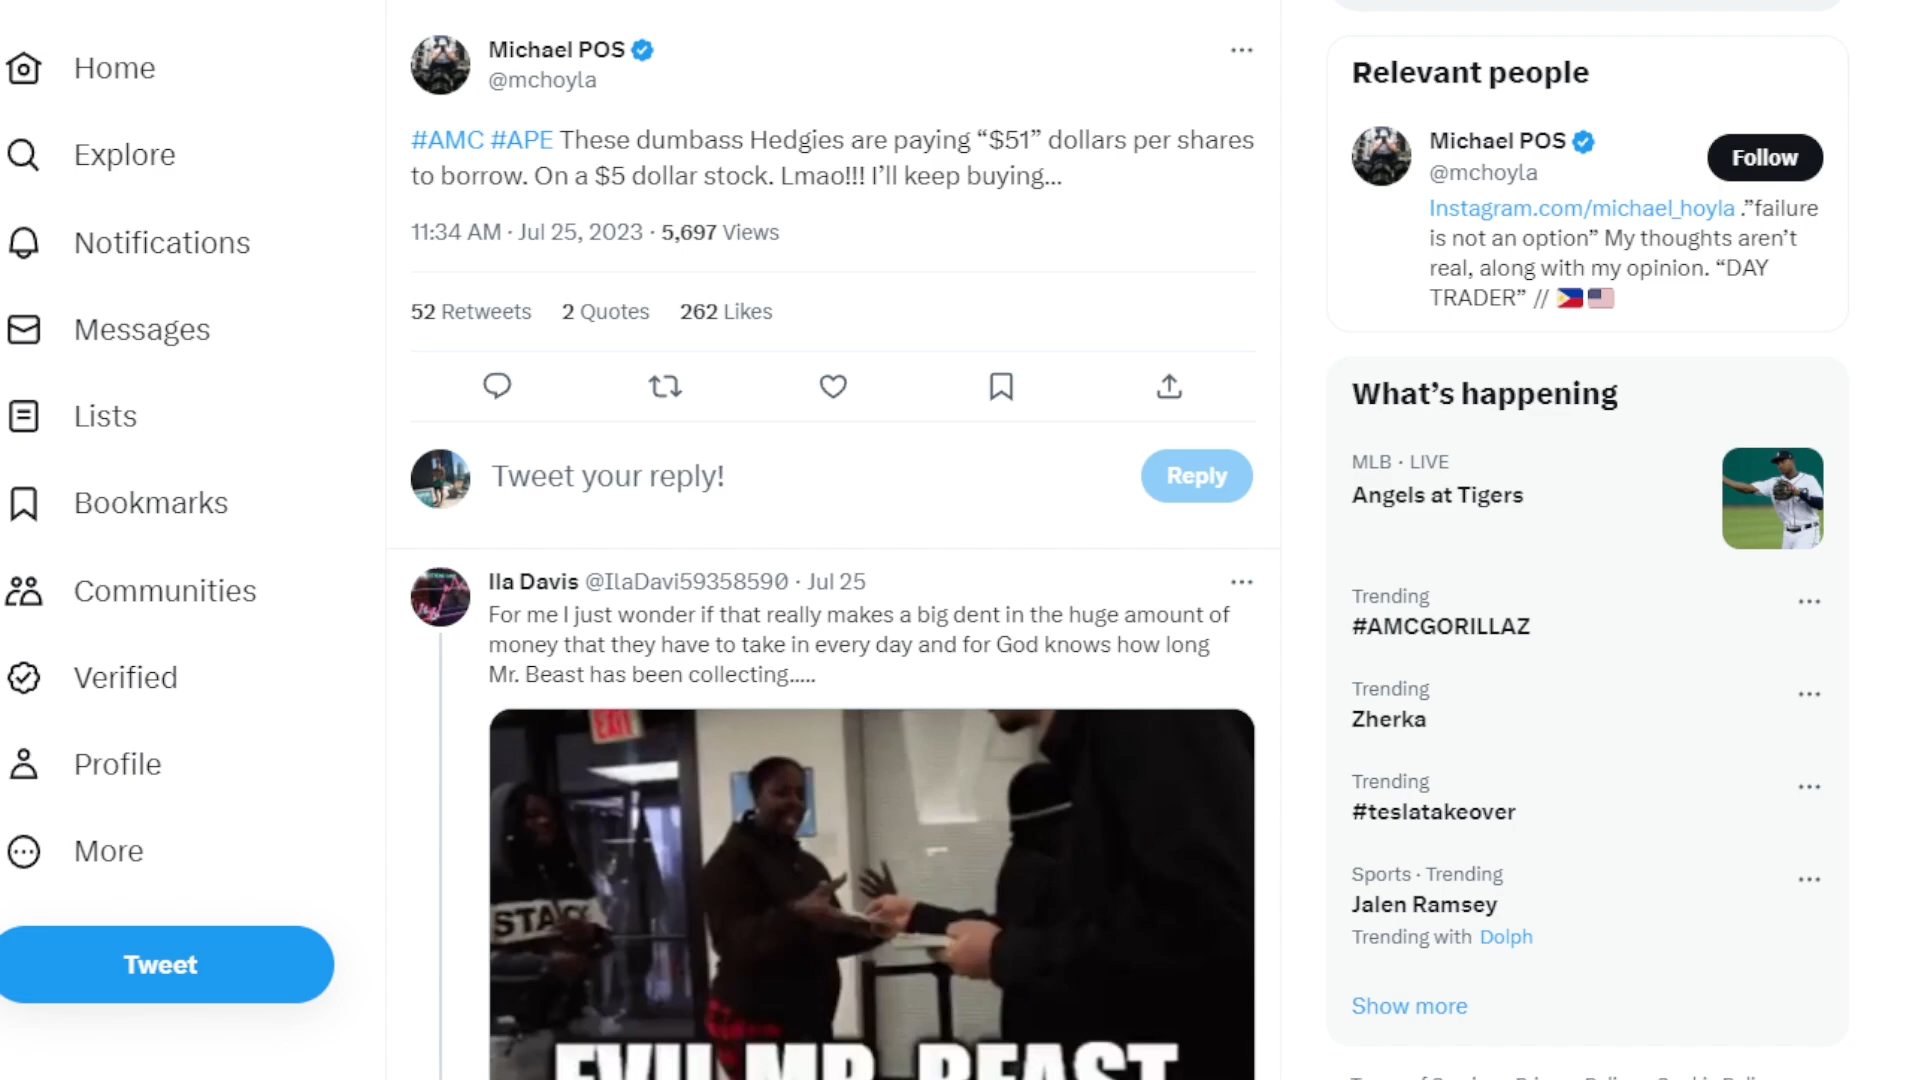 Home
Explore
Notifications
Messages
Lists
Bookmarks
Communities
Verified
Profile
More
Tweet
Michael POS
@mchoyla
#AMC #APE These dumbass Hedgies are paying “$51” dollars per shares
to borrow. On a $5 dollar stock. Lmao!!! I’ll keep buying...
11:34 AM · Jul 25, 2023 · 5,697 Views
52 Retweets 2 Quotes 262 Likes
Tweet your reply!
Reply
Ila Davis @IlaDavi59358590 · Jul 25
For me I just wonder if that really makes a big dent in the huge amount of
money that they have to take in every day and for God knows how long
Mr. Beast has been collecting.....
EXIT
EVIL MR. BEAST
Relevant people
Michael POS
@mchoyla
Follow
Instagram.com/michael_hoyla .”failure
is not an option” My thoughts aren’t
real, along with my opinion. “DAY
TRADER” //
What’s happening
MLB · LIVE
Angels at Tigers
Trending
#AMCGORILLAZ
Trending
Zherka
Trending
#teslatakeover
Sports · Trending
Jalen Ramsey
Trending with Dolph
Show more